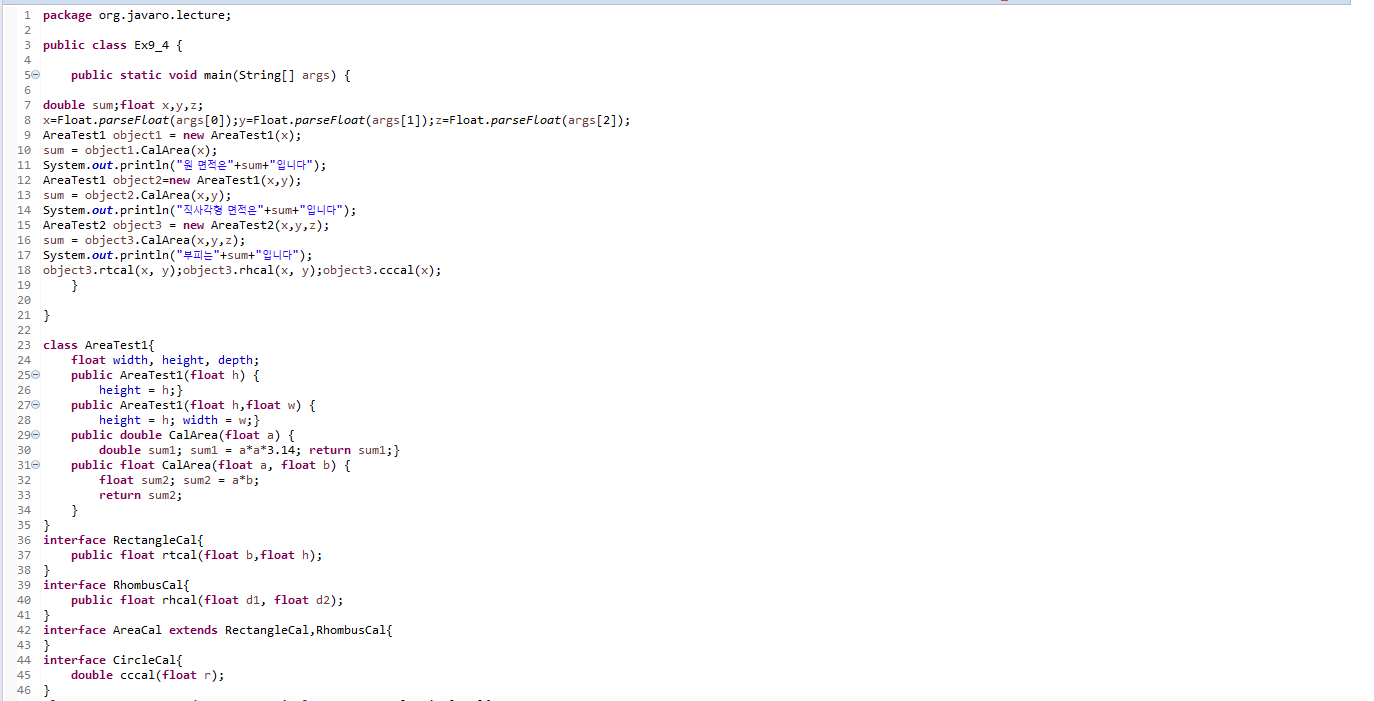 1 package org.javaro.lecture;
2
3 public class Ex9_4 {
4
5 public static void main(String[] args) {
6
7 double sum;float x,y,z;
8 x=Float.parseFloat(args[0]);y=Float.parseFloat(args[1]);z=Float.parseFloat(args[2]);
9 AreaTest1 object1 = new AreaTest1(x);
10 sum = object1.CalArea(x);
11 System.out.println("원 면적은"+sum+"입니다");
12 AreaTest1 object2=new AreaTest1(x,y);
13 sum = object2.CalArea(x,y);
14 System.out.println("직사각형 면적은"+sum+"입니다");
15 AreaTest2 object3 = new AreaTest2(x,y,z);
16 sum = object3.CalArea(x,y,z);
17 System.out.println("부피는"+sum+"입니다");
18 object3.rtcal(x, y);object3.rhcal(x, y);object3.cccal(x);
19 }
20
21 }
22
23 class AreaTest1{
24 float width, height, depth;
25 public AreaTest1(float h) {
26 height = h;}
27 public AreaTest1(float h,float w) {
28 height = h; width = w;}
29 public double CalArea(float a) {
30 double sum1; sum1 = a*a*3.14; return sum1;}
31 public float CalArea(float a, float b) {
32 float sum2; sum2 = a*b;
33 return sum2;
34 }
35 }
36 interface RectangleCal{
37 public float rtcal(float b,float h);
38 }
39 interface RhombusCal{
40 public float rhcal(float d1, float d2);
41 }
42 interface AreaCal extends RectangleCal,RhombusCal{
43 }
44 interface CircleCal{
45 double cccal(float r);
46 }